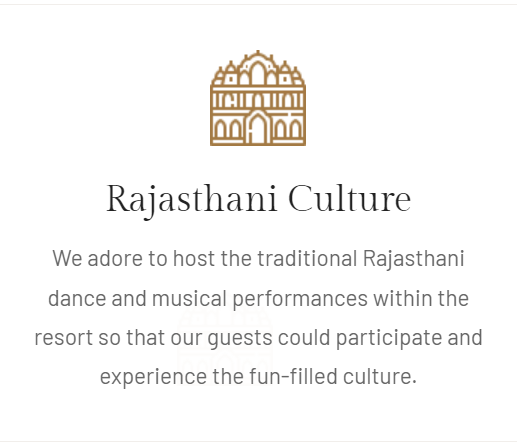 Rajasthani Culture
We adore to host the traditional Rajasthani
dance and musical performances within the
resort so that our guests could participate and
experience the fun-filled culture.